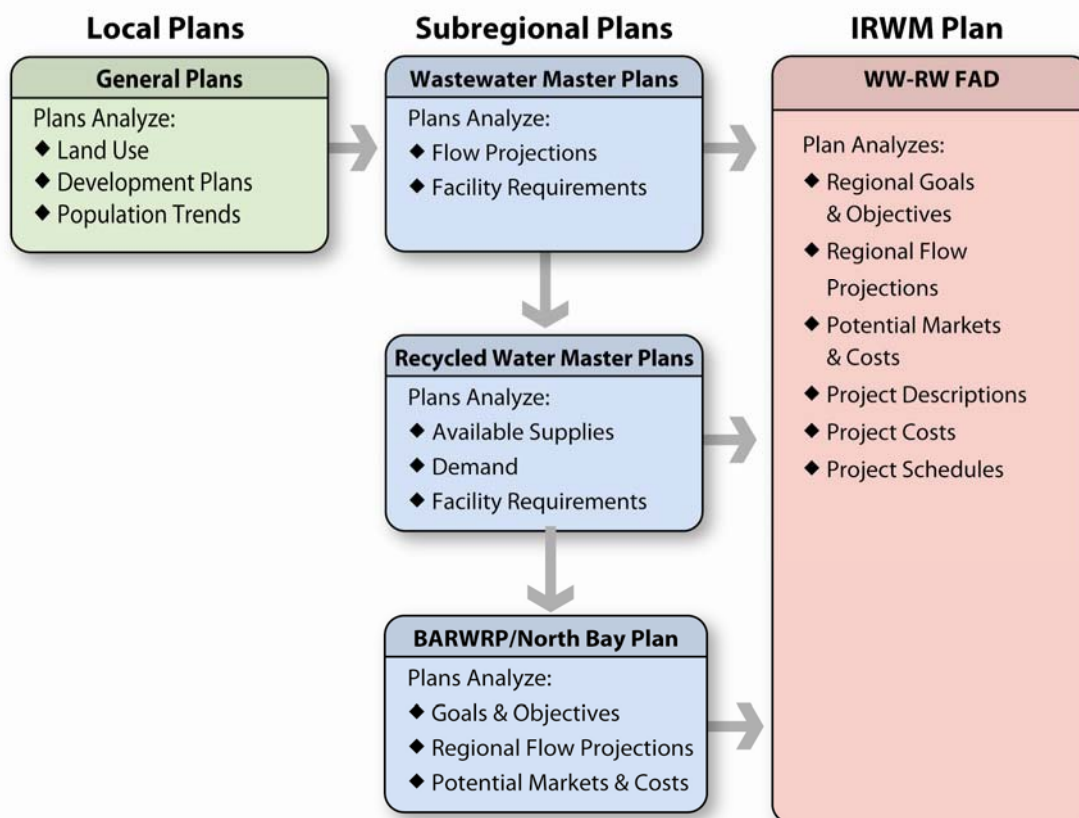 Local Plans
General Plans
Plans Analyze:
◆ Land Use
◆ Development Plans
◆ Population Trends
Subregional Plans
Wastewater Master Plans
Plans Analyze:
◆ Flow Projections
◆ Facility Requirements
Recycled Water Master Plans
Plans Analyze:
◆ Available Supplies
◆ Demand
◆ Facility Requirements
BARWRP/North Bay Plan
Plans Analyze:
◆ Goals & Objectives
◆ Regional Flow Projections
◆ Potential Markets & Costs
IRWM Plan
WW-RW FAD
Plan Analyzes:
◆ Regional Goals
& Objectives
◆ Regional Flow
Projections
◆ Potential Markets
& Costs
◆ Project Descriptions
◆ Project Costs
◆ Project Schedules